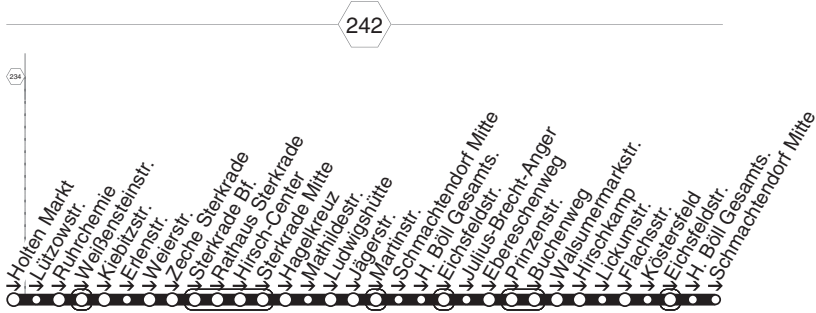 242
234
Holten Markt
Lützowstr.
Ruhrchemie
Weißensteinstr.
Kiebitzstr.
Erlenstr.
Weierstr.
Zeche Sterkrade
Sterkrade Bf.
Rathaus Sterkrade
Hirsch-Center
Sterkrade Mitte
Hagelkreuz
Mathildestr.
Ludwigshütte
Jägerstr.
Martinstr.
Schmachtendorf Mitte
H. Böll Gesamts.
Eichsfeldstr.
Julius-Brecht-Anger
Ebereschenweg
Prinzenstr.
Buchenweg
Walsumermarkstr.
Hirschkamp
Lickumstr.
Flachsstr.
Köstersfeld
Eichsfeldstr.
H. Böll Gesamts.
Schmachtendorf Mitte